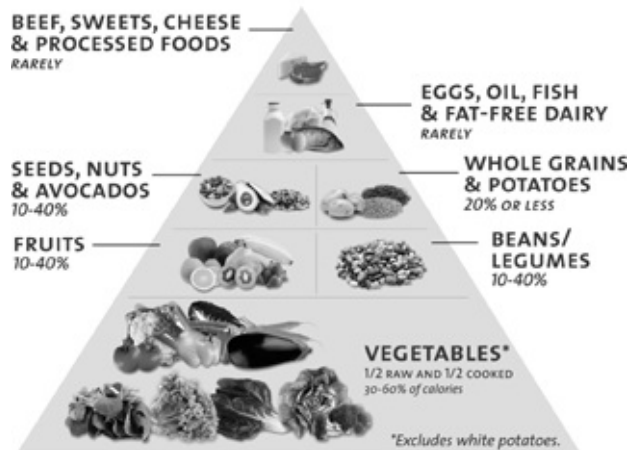 BEEF, SWEETS, CHEESE
& PROCESSED FOODS
RARELY
EGGS, OIL, FISH
& FAT-FREE DAIRY
RARELY
SEEDS, NUTS
& AVOCADOS
10-40%
WHOLE GRAINS
& POTATOES
20% OR LESS
FRUITS
10-40%
BEANS/
LEGUMES
10-40%
VEGETABLES*
1/2 RAW AND 1/2 COOKED
30-60% of calories
*Excludes white potatoes.